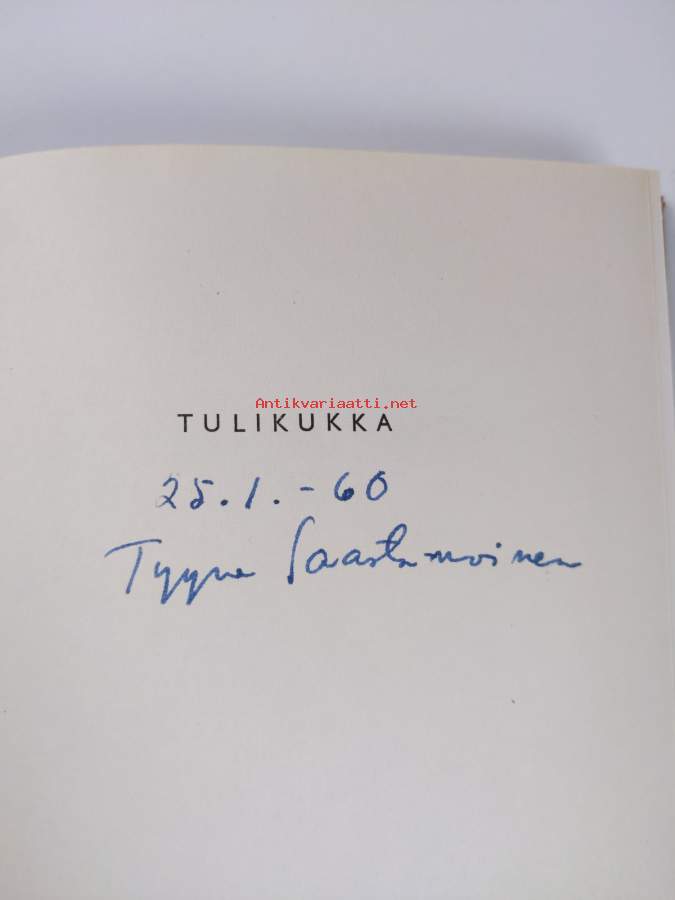 Antikvariaatti.net
TULIKUKKA
25.1.-60
Tyyne Saastamoinen